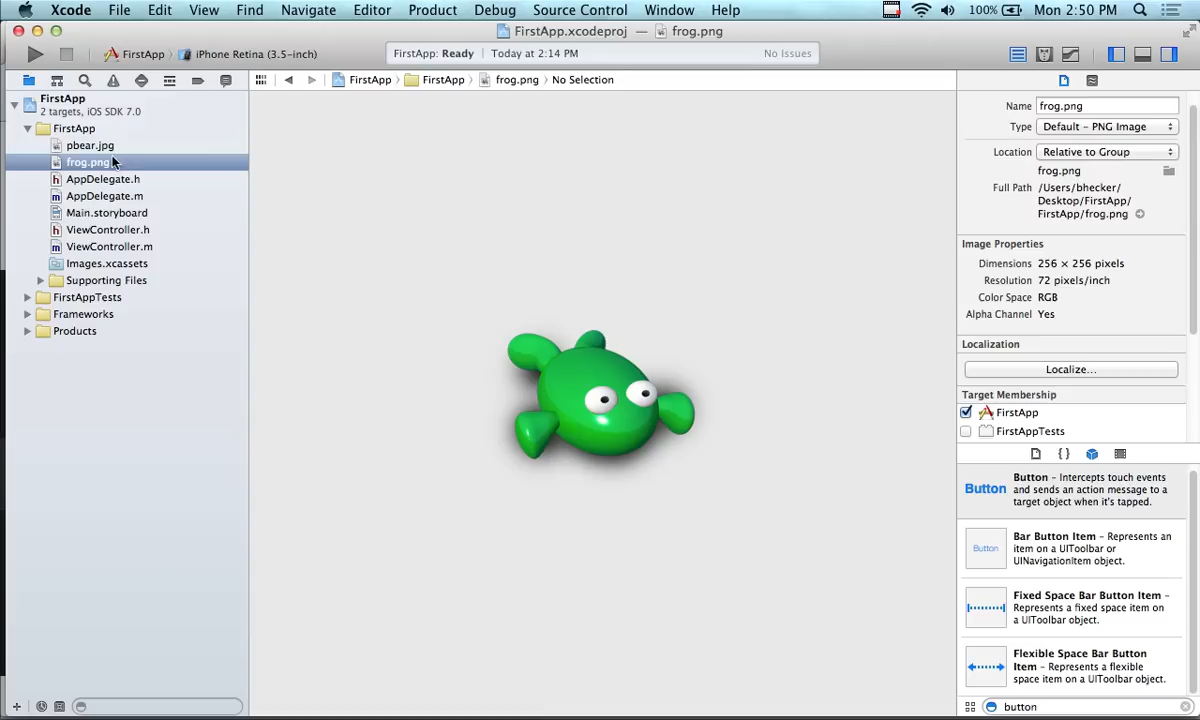 Xcode File Edit View Find Navigate Editor Product Debug Source Control Window Help 100% Mon 2:50 PM
FirstApp.xcodeproj — frog.png
FirstApp iPhone Retina (3.5-inch) FirstApp: Ready Today at 2:14 PM No Issues
FirstApp FirstApp frog.png No Selection
FirstApp
2 targets, iOS SDK 7.0
FirstApp
pbear.jpg
frog.png
h AppDelegate.h
m AppDelegate.m
Main.storyboard
h ViewController.h
m ViewController.m
Images.xcassets
Supporting Files
FirstAppTests
Frameworks
Products
Name frog.png
Type Default - PNG Image
Location Relative to Group
frog.png
Full Path /Users/bhecker/
Desktop/FirstApp/
FirstApp/frog.png
Image Properties
Dimensions 256 × 256 pixels
Resolution 72 pixels/inch
Color Space RGB
Alpha Channel Yes
Localization
Localize...
Target Membership
FirstApp
FirstAppTests
{}
Button Button - Intercepts touch events
and sends an action message to a
target object when it's tapped.
Button Bar Button Item - Represents an
item on a UIToolbar or
UINavigationItem object.
Fixed Space Bar Button Item -
Represents a fixed space item on
a UIToolbar object.
Flexible Space Bar Button
Item - Represents a flexible
space item on a UIToolbar object.
button